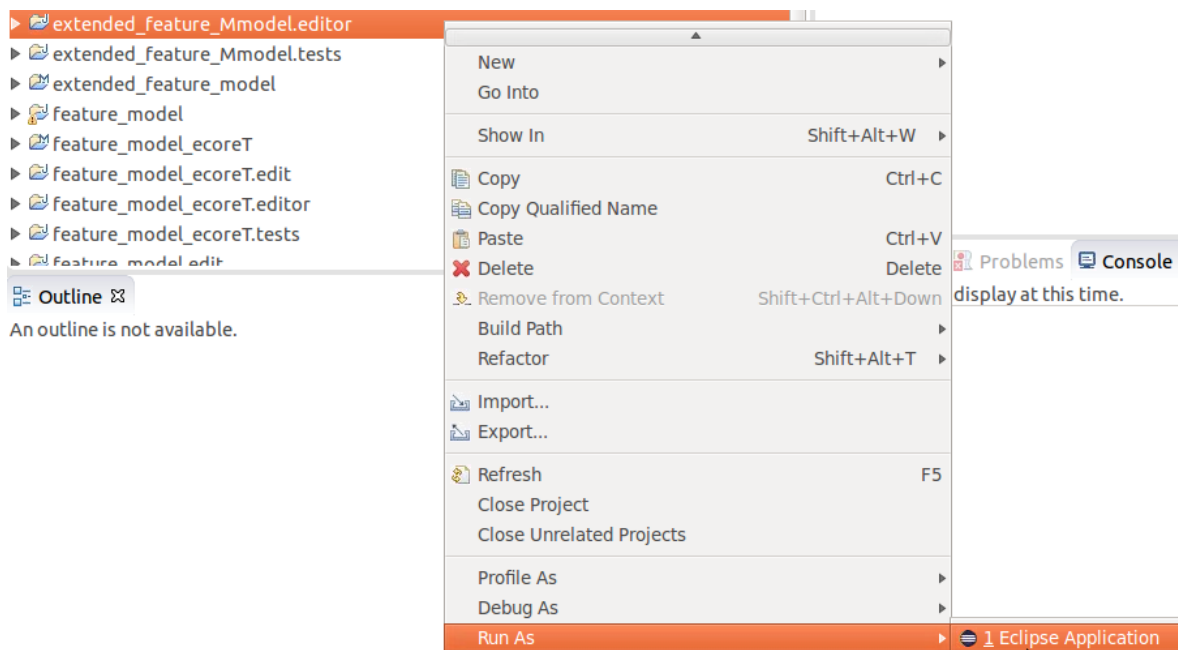 extended_feature_Mmodel.editor
extended_feature_Mmodel.tests
extended_feature_model
feature_model
feature_model_ecoreT
feature_model_ecoreT.edit
feature_model_ecoreT.editor
feature_model_ecoreT.tests
feature_model.edit
Outline
An outline is not available.
New
Go Into
Show In Shift+Alt+W
Copy Ctrl+C
Copy Qualified Name
Paste Ctrl+V
Delete Delete
Remove from Context Shift+Ctrl+Alt+Down
Build Path
Refactor Shift+Alt+T
Import...
Export...
Refresh F5
Close Project
Close Unrelated Projects
Profile As
Debug As
Run As
1 Eclipse Application
Problems Console
display at this time.